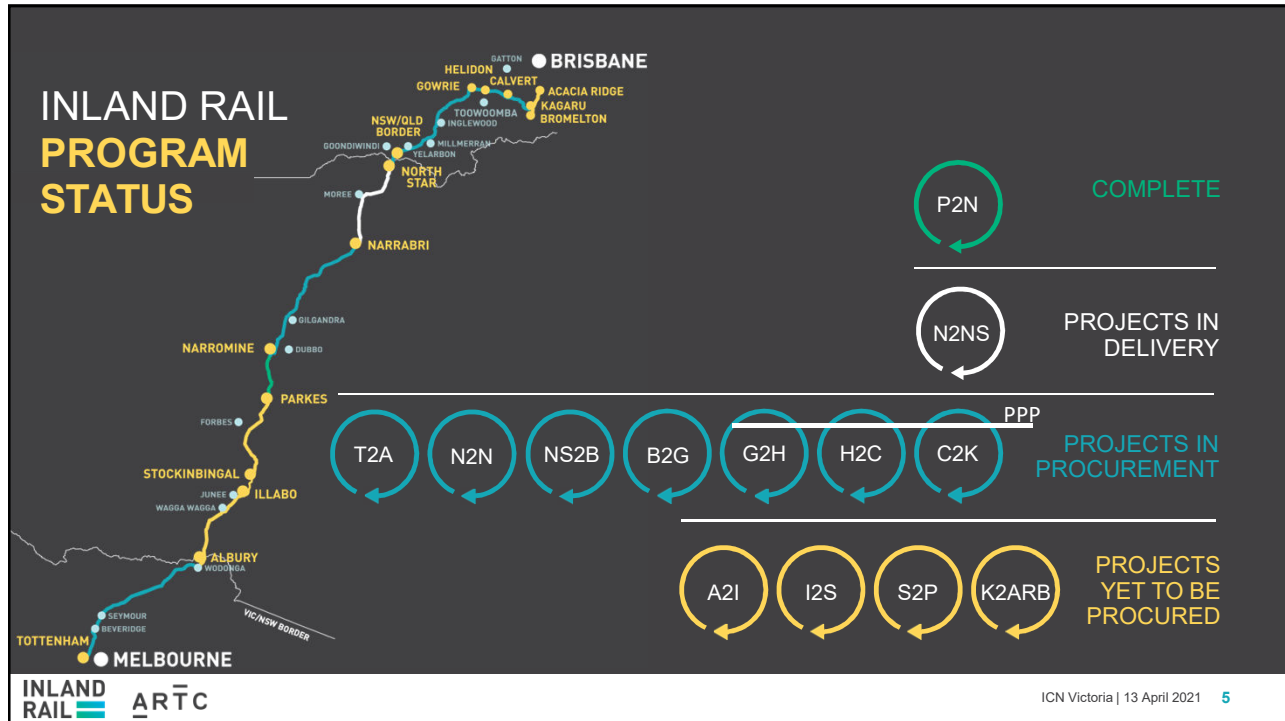 INLAND RAIL
PROGRAM
STATUS
GATTON
BRISBANE
HELIDON
CALVERT
GOWRIE
ACACIA RIDGE
KAGARU
TOOWOOMBA
BROMELTON
INGLEWOOD
NSW/QLD
BORDER
MILLMERRAN
GOONDIWINDI
YELARBON
NORTH
STAR
MOREE
NARRABRI
GILGANDRA
NARROMINE
DUBBO
PARKES
FORBES
STOCKINBINGAL
JUNEE
ILLABO
WAGGA WAGGA
ALBURY
WODONGA
VIC/NSW BORDER
SEYMOUR
BEVERIDGE
TOTTENHAM
MELBOURNE
P2N
COMPLETE
N2NS
PROJECTS IN
DELIVERY
PPP
T2A
N2N
NS2B
B2G
G2H
H2C
C2K
PROJECTS IN
PROCUREMENT
A2I
I2S
S2P
K2ARB
PROJECTS
YET TO BE
PROCURED
INLAND
RAIL
ARTC
ICN Victoria | 13 April 2021 5